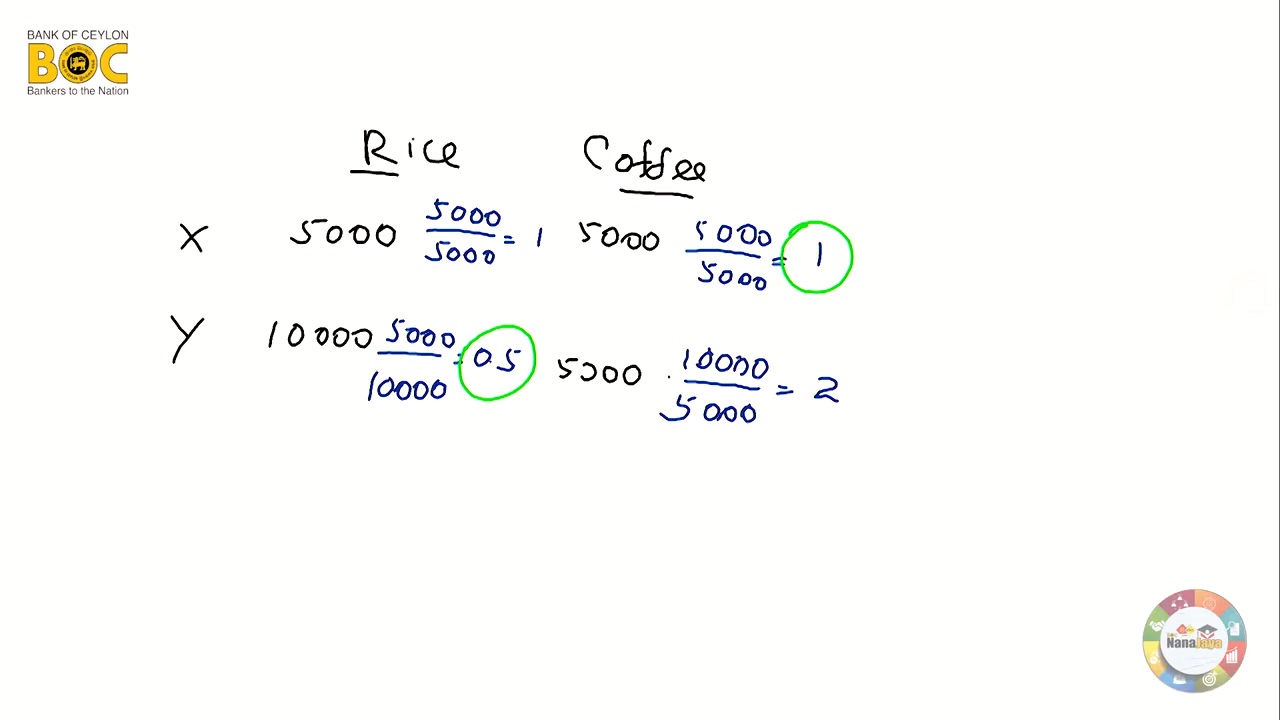 BANK OF CEYLON
BOC
Bankers to the Nation
Rice Coffee
X 5000 5000/5000 = 1 5000 5000/5000 = 1
Y 10000 5000/10000 = 0.5 5000 10000/5000 = 2
NanaJaya